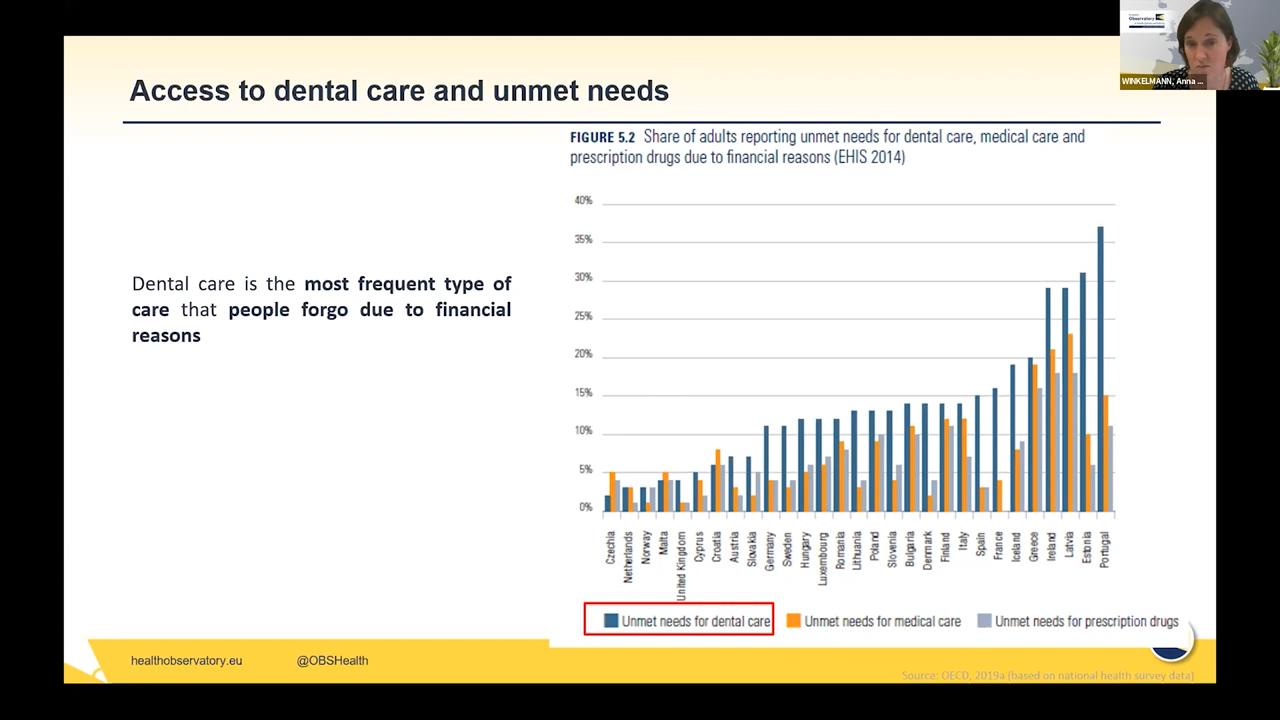 Observatory
WINKELMANN, Anna ...
Access to dental care and unmet needs
FIGURE 5.2 Share of adults reporting unmet needs for dental care, medical care and
prescription drugs due to financial reasons (EHIS 2014)
Dental care is the most frequent type of
care that people forgo due to financial
reasons
40%
35%
30%
25%
20%
15%
10%
5%
0%
Czechia
Netherlands
Norway
Malta
United Kingdom
Cyprus
Croatia
Austria
Slovakia
Germany
Sweden
Hungary
Luxembourg
Romania
Lithuania
Poland
Slovenia
Bulgaria
Denmark
Finland
Italy
Spain
France
Iceland
Greece
Ireland
Latvia
Estonia
Portugal
Unmet needs for dental care
Unmet needs for medical care
Unmet needs for prescription drugs
healthobservatory.eu
@OBSHealth
Source: OECD, 2019a (based on national health survey data)